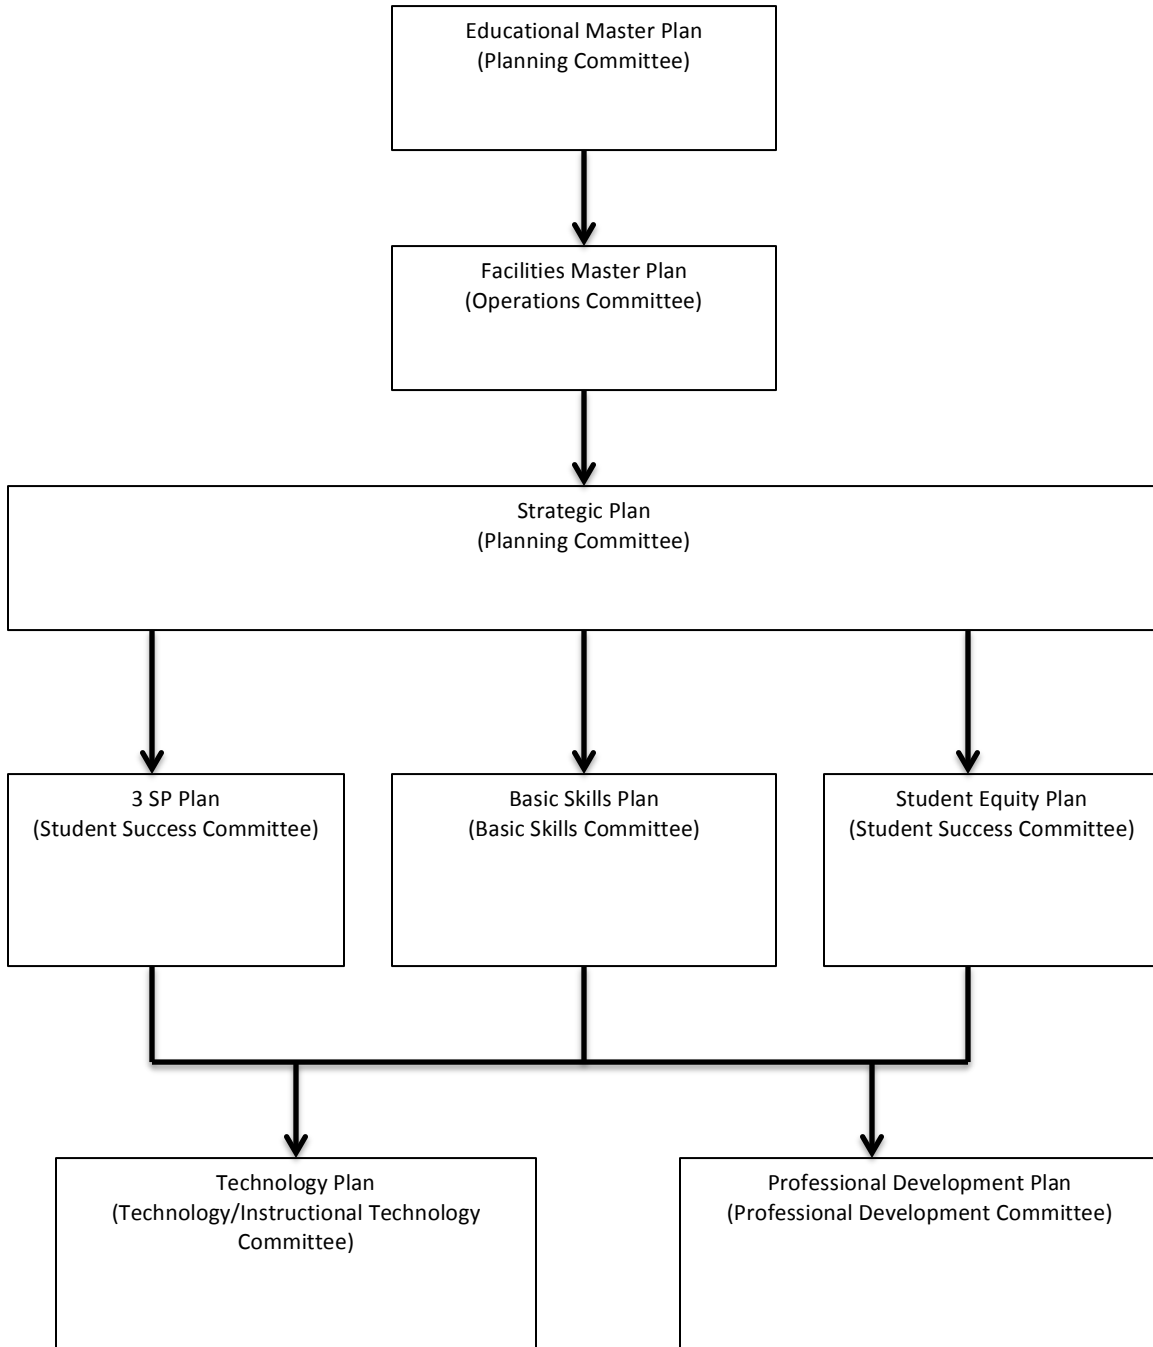 Educational Master Plan
(Planning Committee)
Facilities Master Plan
(Operations Committee)
Strategic Plan
(Planning Committee)
3 SP Plan
(Student Success Committee)
Basic Skills Plan
(Basic Skills Committee)
Student Equity Plan
(Student Success Committee)
Technology Plan
(Technology/Instructional Technology
Committee)
Professional Development Plan
(Professional Development Committee)